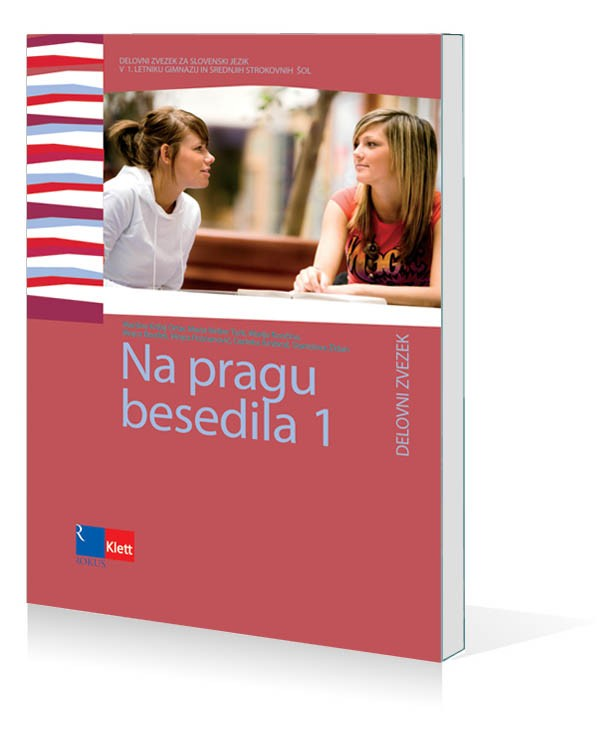 DELOVNI ZVEZEK ZA SLOVENSKI JEZIK
V 1. LETNIKU GIMNAZIJ IN SREDNJIH STROKOVNIH ŠOL
Na pragu
besedila 1
DELOVNI ZVEZEK
R
Klett
ROKUS